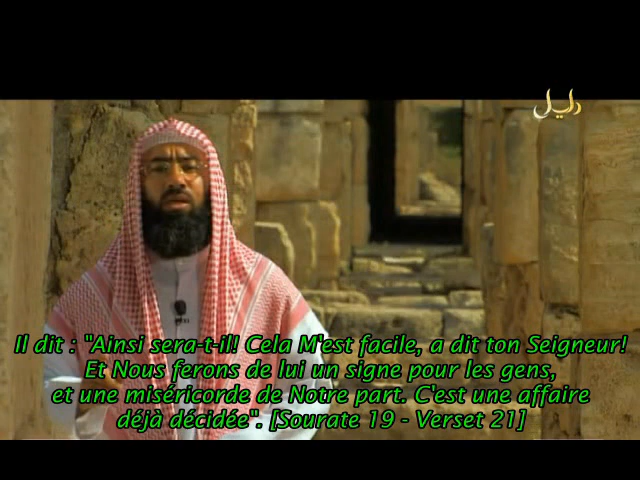 دليل
Il dit : "Ainsi sera-t-il! Cela M'est facile, a dit ton Seigneur!
Et Nous ferons de lui un signe pour les gens,
et une miséricorde de Notre part. C'est une affaire
déjà décidée". [Sourate 19 - Verset 21]